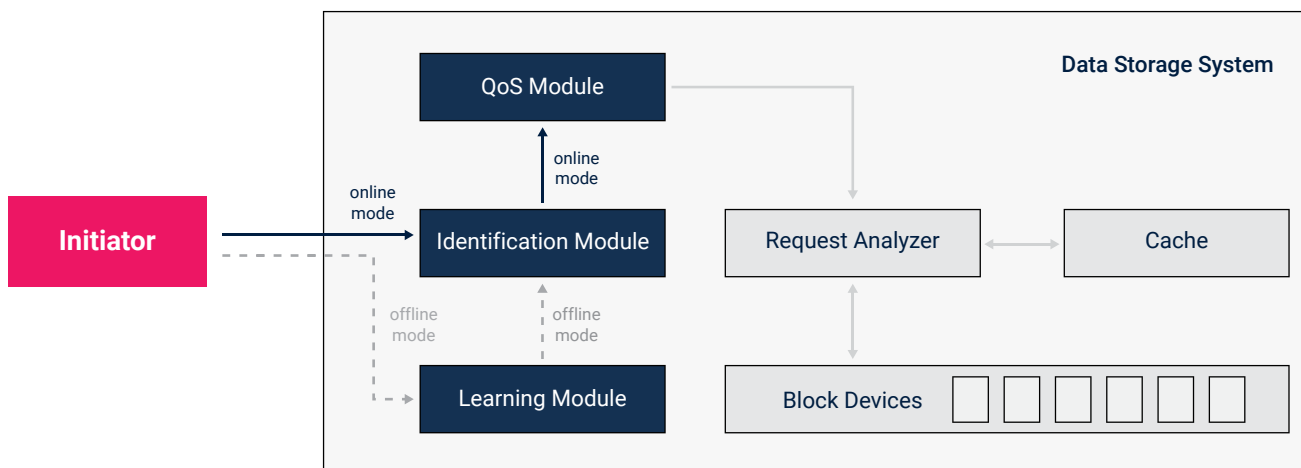 Data Storage System
QoS Module
online
mode
online
mode
Initiator
Identification Module
Request Analyzer
Cache
offline
mode
offline
mode
Learning Module
Block Devices